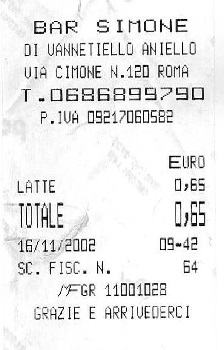 BAR SIMONE
DI VANNETIELLO ANIELLO
VIA CIMONE N.120 ROMA
T.0686899790
P.IVA 09217060582
EURO
LATTE 0,65
TOTALE 0,65
16/11/2002 09-42
SC. FISC. N. 64
MFGR 11001028
GRAZIE E ARRIVEDERCI